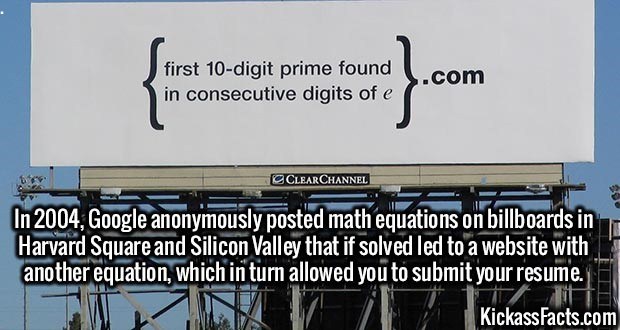 first 10-digit prime found
in consecutive digits of e
.com
CLEARCHANNEL
In 2004, Google anonymously posted math equations on billboards in
Harvard Square and Silicon Valley that if solved led to a website with
another equation, which in turn allowed you to submit your resume.
KickassFacts.com